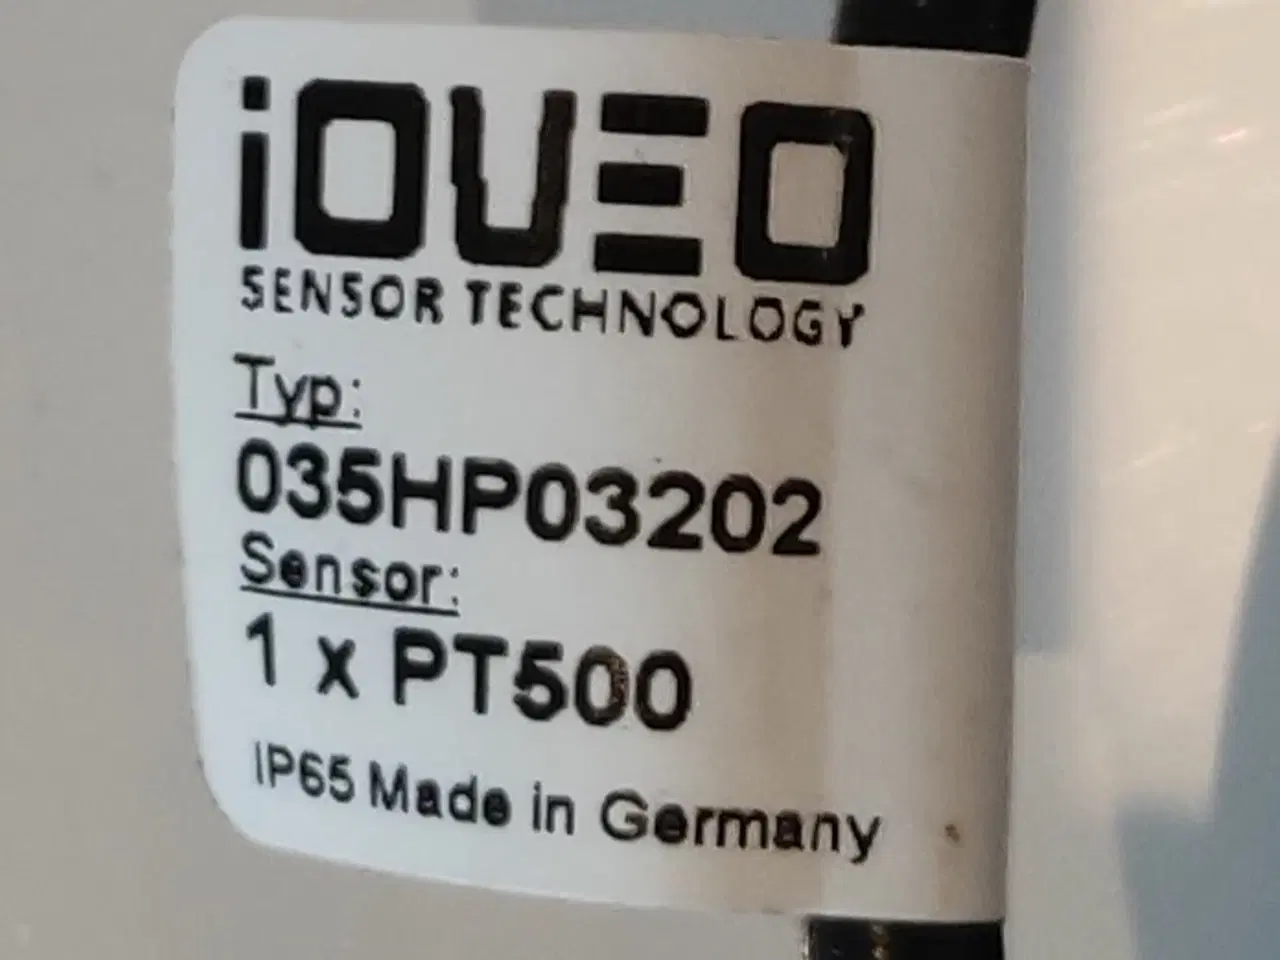 iOVEO
SENSOR TECHNOLOGY
Typ:
035HP03202
Sensor:
1 x PT500
IP65 Made in Germany